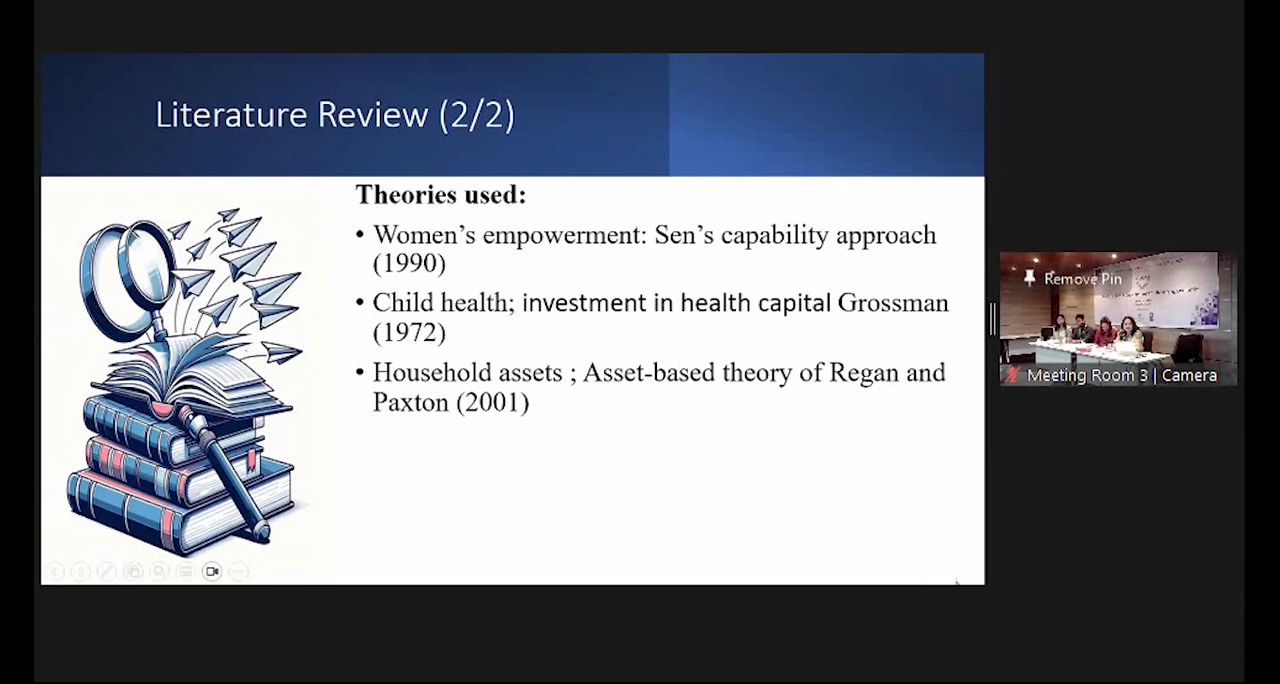 Literature Review (2/2)
Theories used:
• Women’s empowerment: Sen’s capability approach
(1990)
• Child health; investment in health capital Grossman
(1972)
• Household assets ; Asset-based theory of Regan and
Paxton (2001)
Remove Pin
Meeting Room 3 | Camera